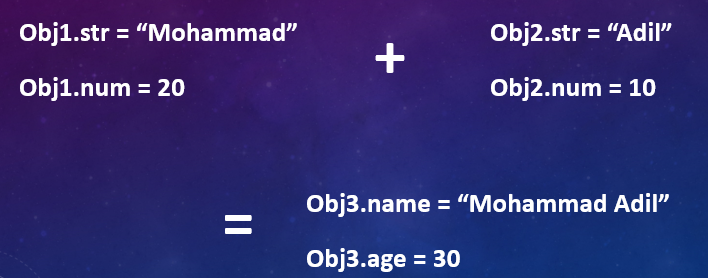 Obj1.str = “Mohammad”
Obj1.num = 20
+
Obj2.str = “Adil”
Obj2.num = 10
=
Obj3.name = “Mohammad Adil”
Obj3.age = 30